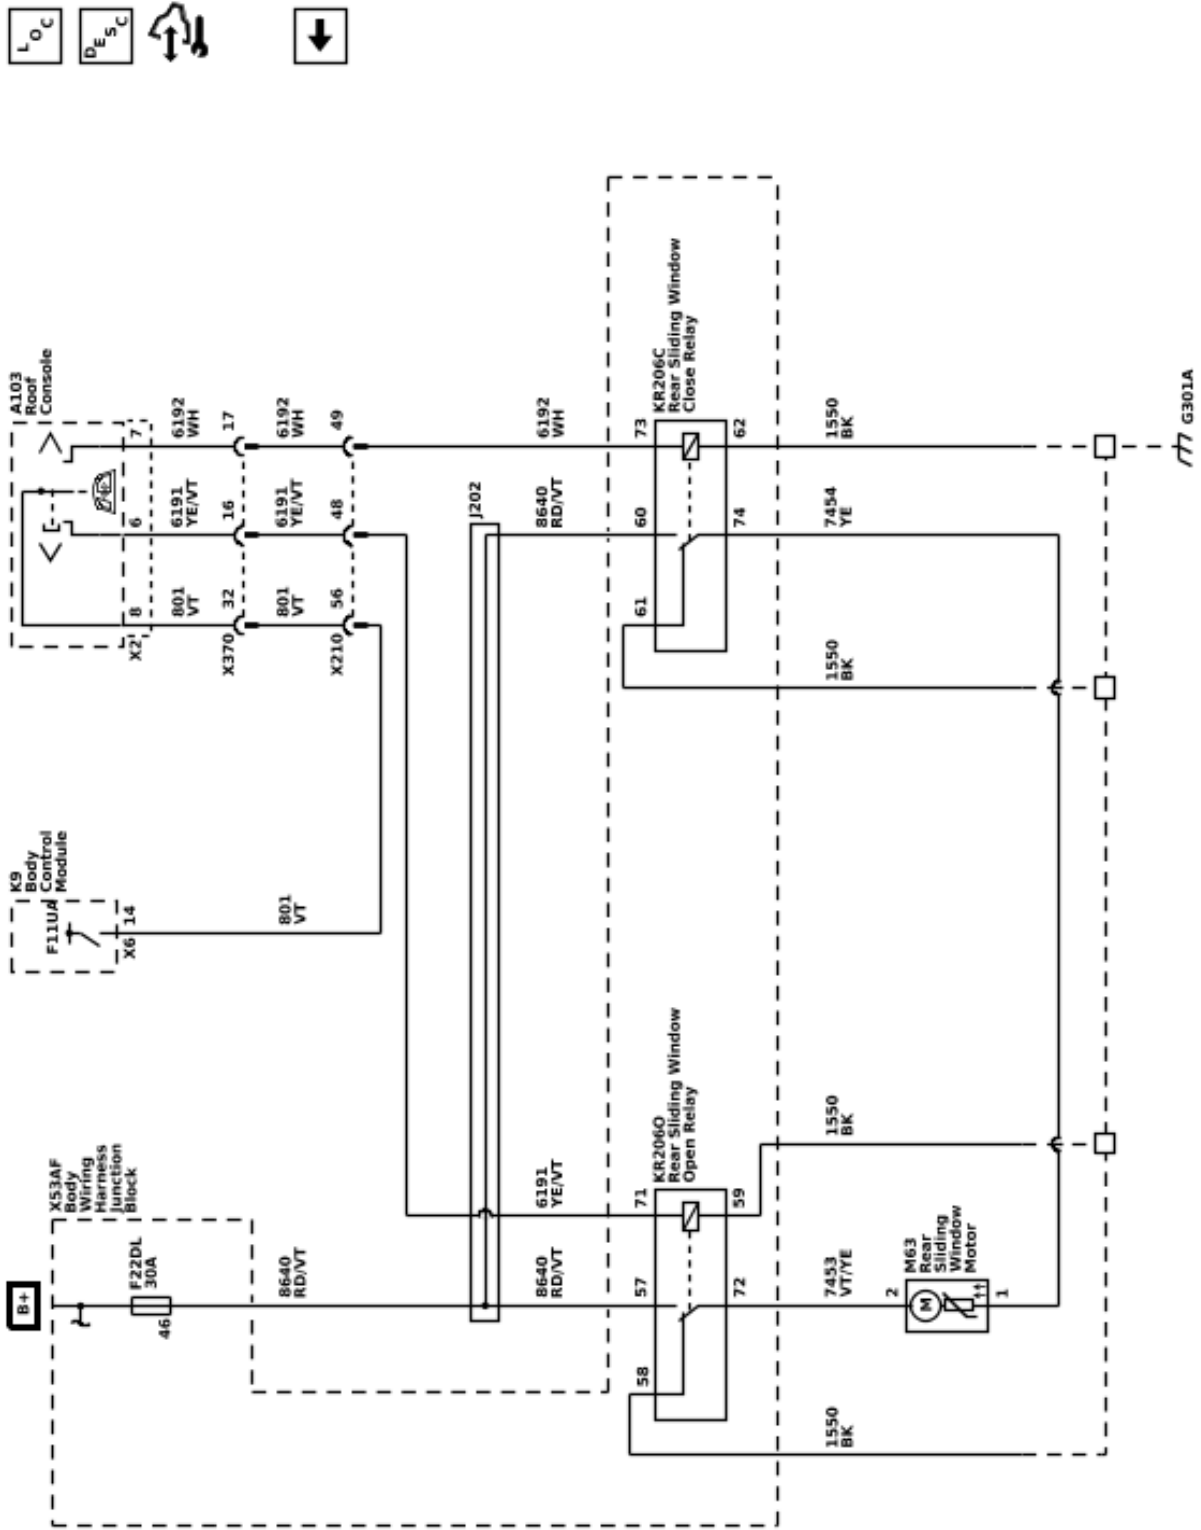 LOC
DESC
A103
Roof
Console
7
6
8
X2
6192
WH
6191
YE/VT
801
VT
17
16
32
X370
6192
WH
6191
YE/VT
801
VT
49
48
56
X210
K9
Body
Control
Module
F11UA
14
X6
801
VT
B+
X53AF
Body
Wiring
Harness
Junction
Block
F22DL
30A
46
8640
RD/VT
J202
6192
WH
8640
RD/VT
6191
YE/VT
8640
RD/VT
KR206C
Rear Sliding Window
Close Relay
73
60
61
62
74
KR206O
Rear Sliding Window
Open Relay
71
57
58
59
72
1550
BK
7454
YE
1550
BK
1550
BK
7453
VT/YE
1550
BK
M63
Rear
Sliding
Window
Motor
2
M
1
G301A